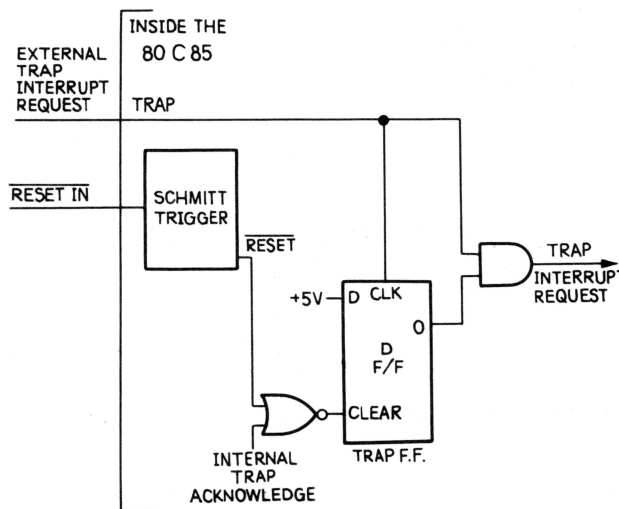 INSIDE THE
80 C 85
EXTERNAL
TRAP
INTERRUPT
REQUEST
TRAP
RESET IN
SCHMITT
TRIGGER
RESET
+5V
D CLK
O
D
F/F
CLEAR
TRAP F.F.
INTERNAL
TRAP
ACKNOWLEDGE
TRAP
INTERRUPT
REQUEST